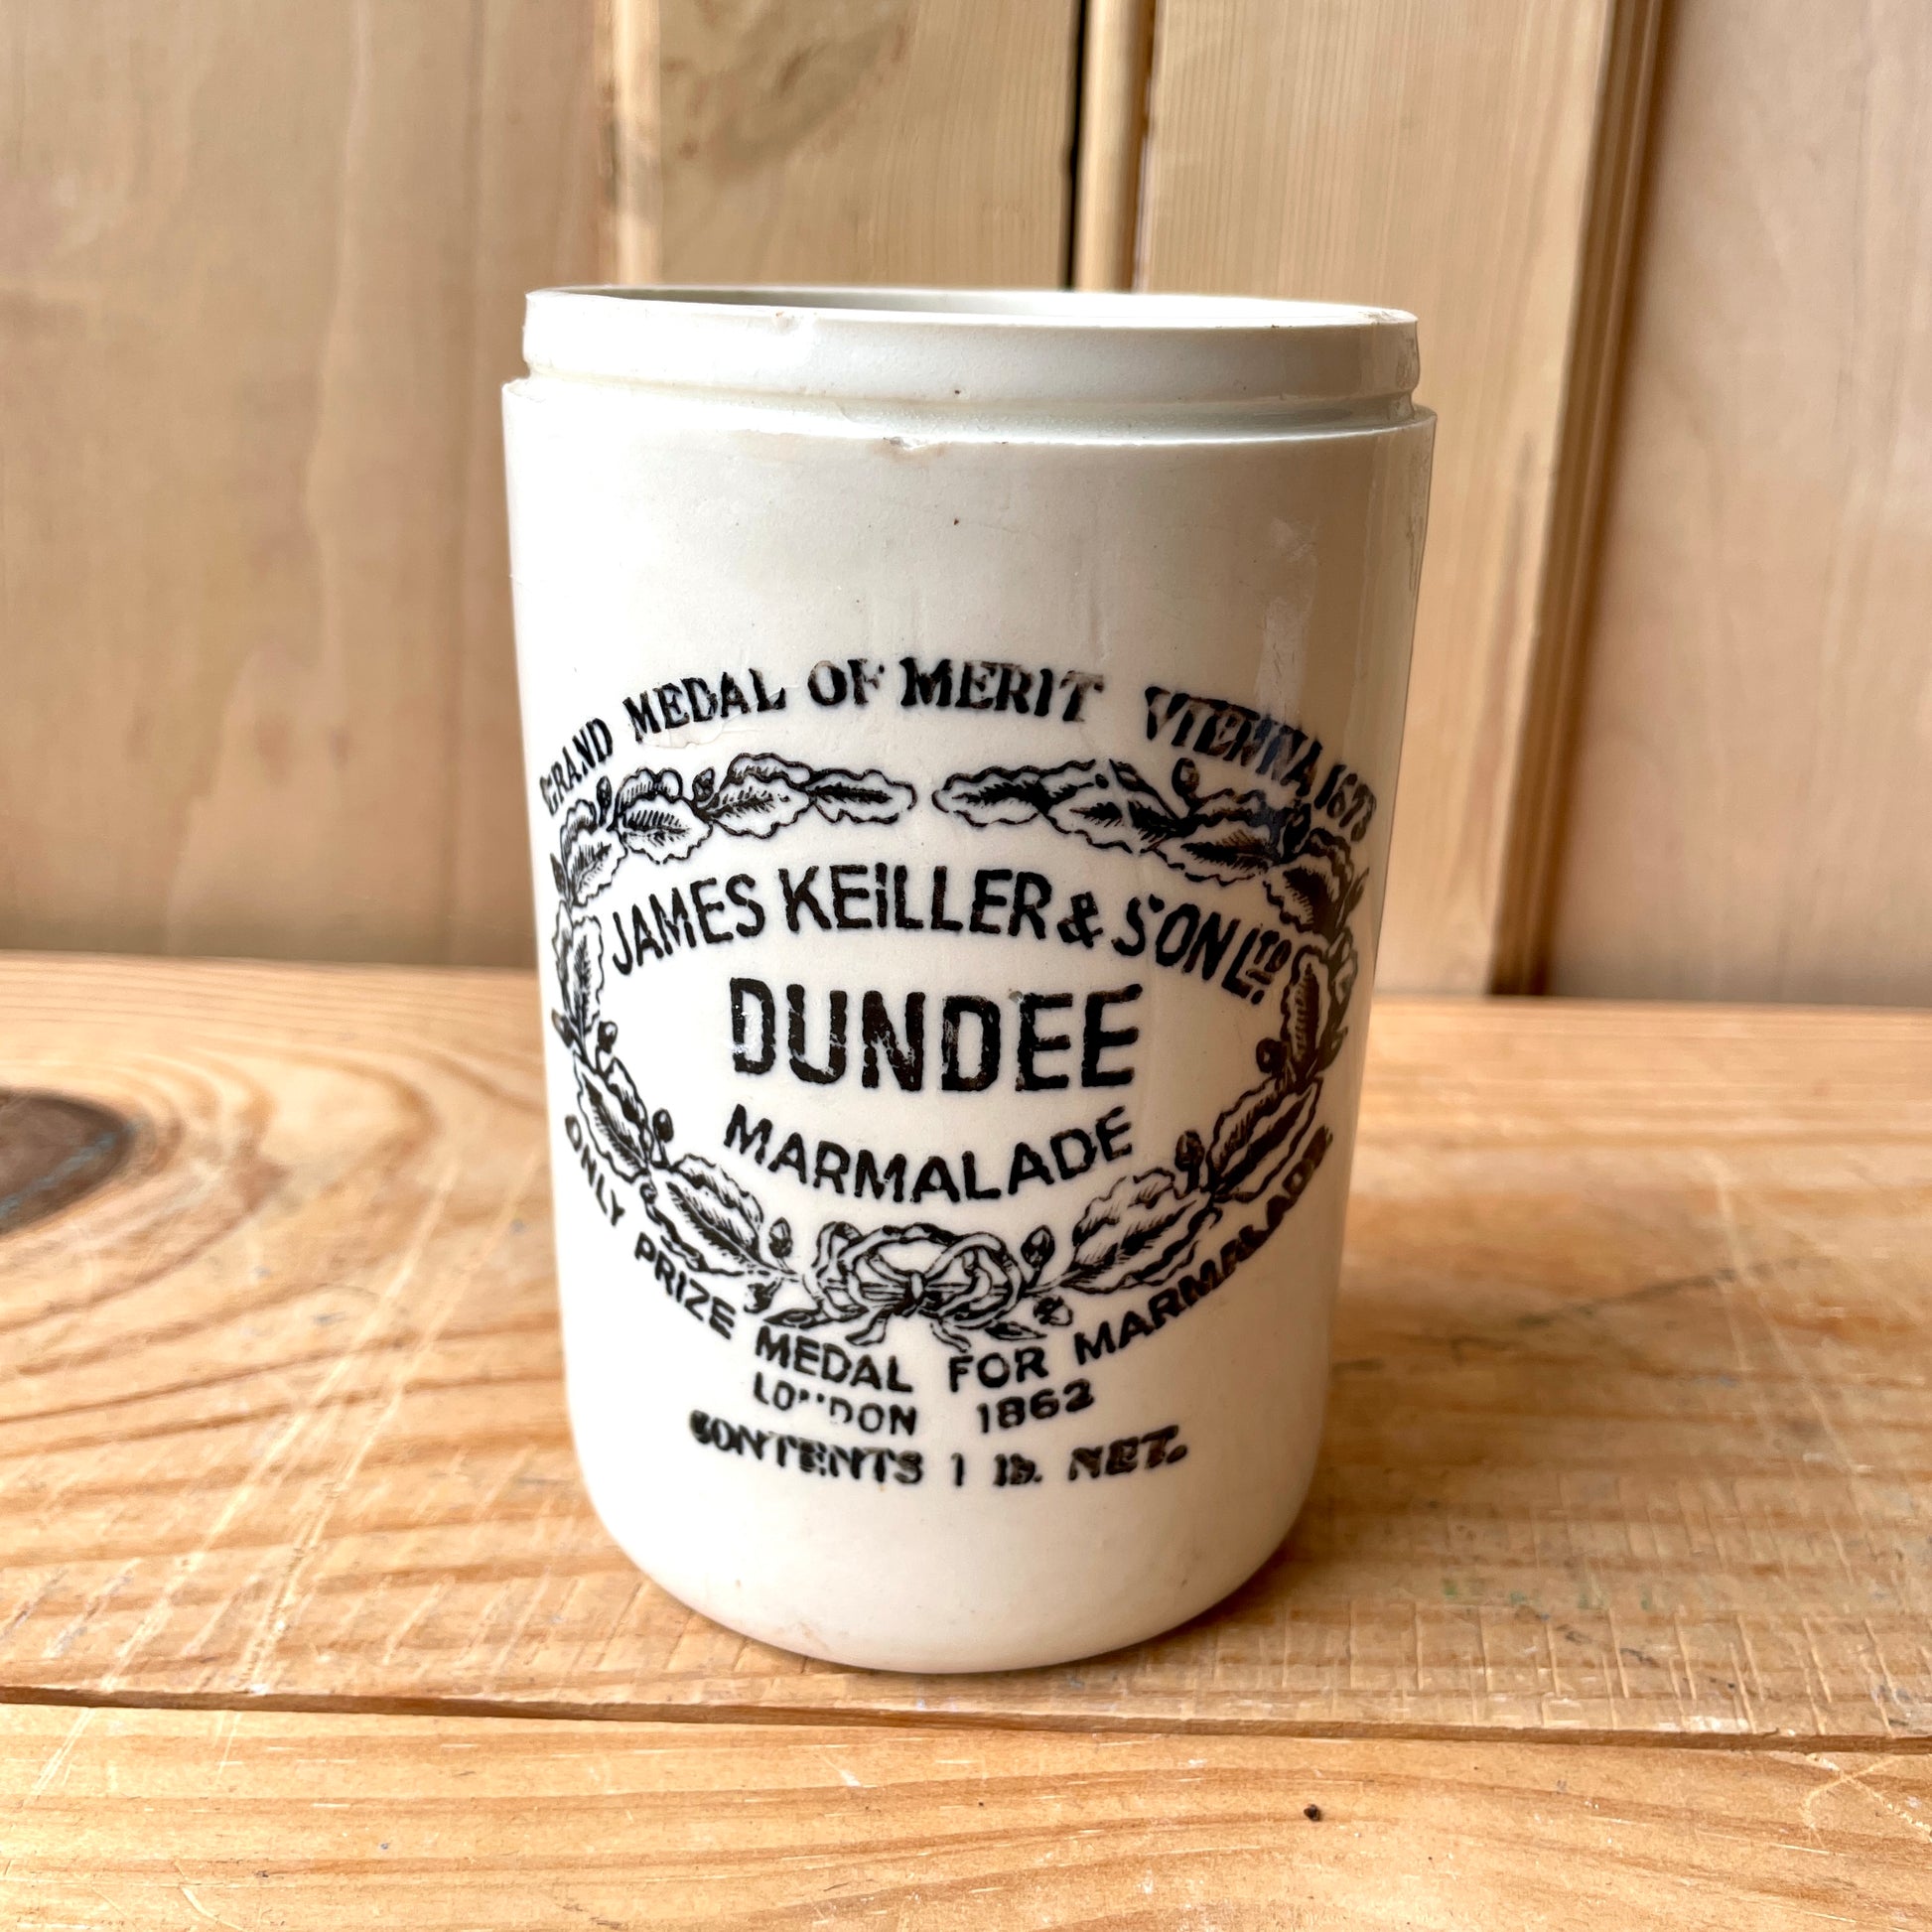 GRAND MEDAL OF MERIT VIENNA 1873
JAMES KEILLER & SON LTD.
DUNDEE
MARMALADE
ONLY PRIZE MEDAL FOR MARMALADE
LONDON 1862
CONTENTS 1 lb. NET.